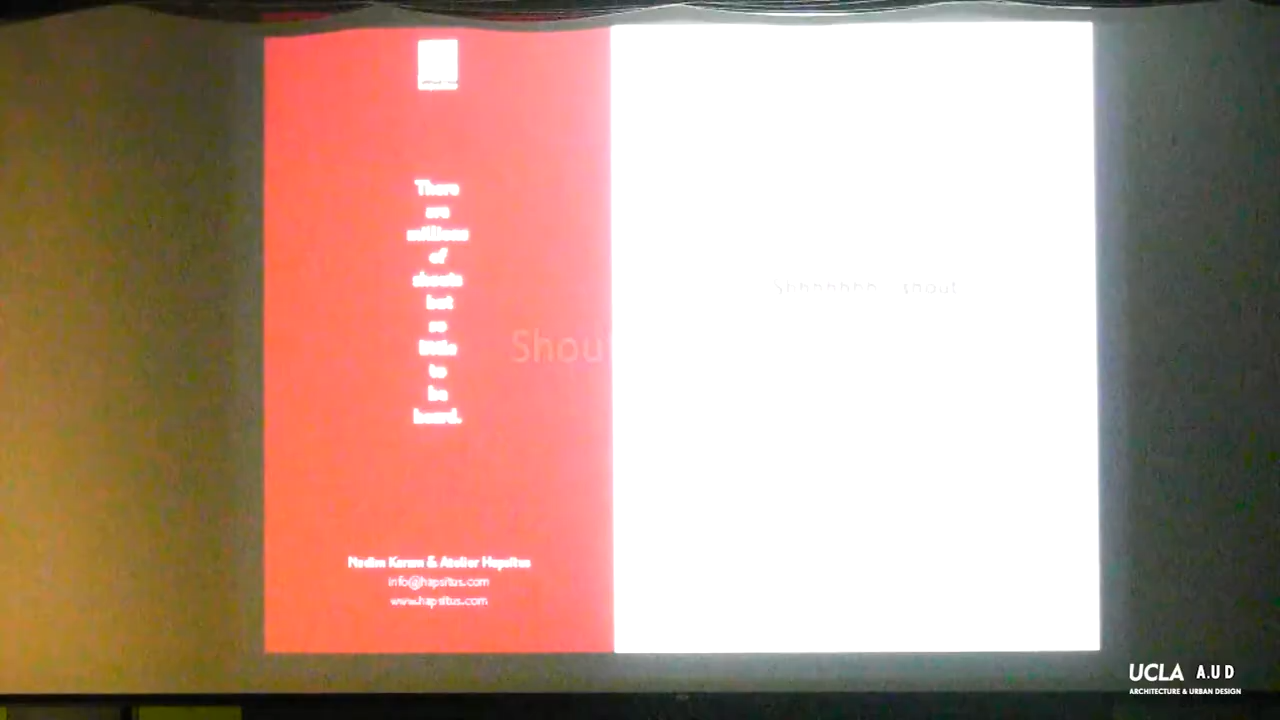 There
are
millions
of
shouts
but
so
little
to
be
heard.
Shou
Shhhhhhh shout
Nadim Karam & Atelier Hapsitus
info@hapsitus.com
www.hapsitus.com
UCLA A.UD
ARCHITECTURE & URBAN DESIGN